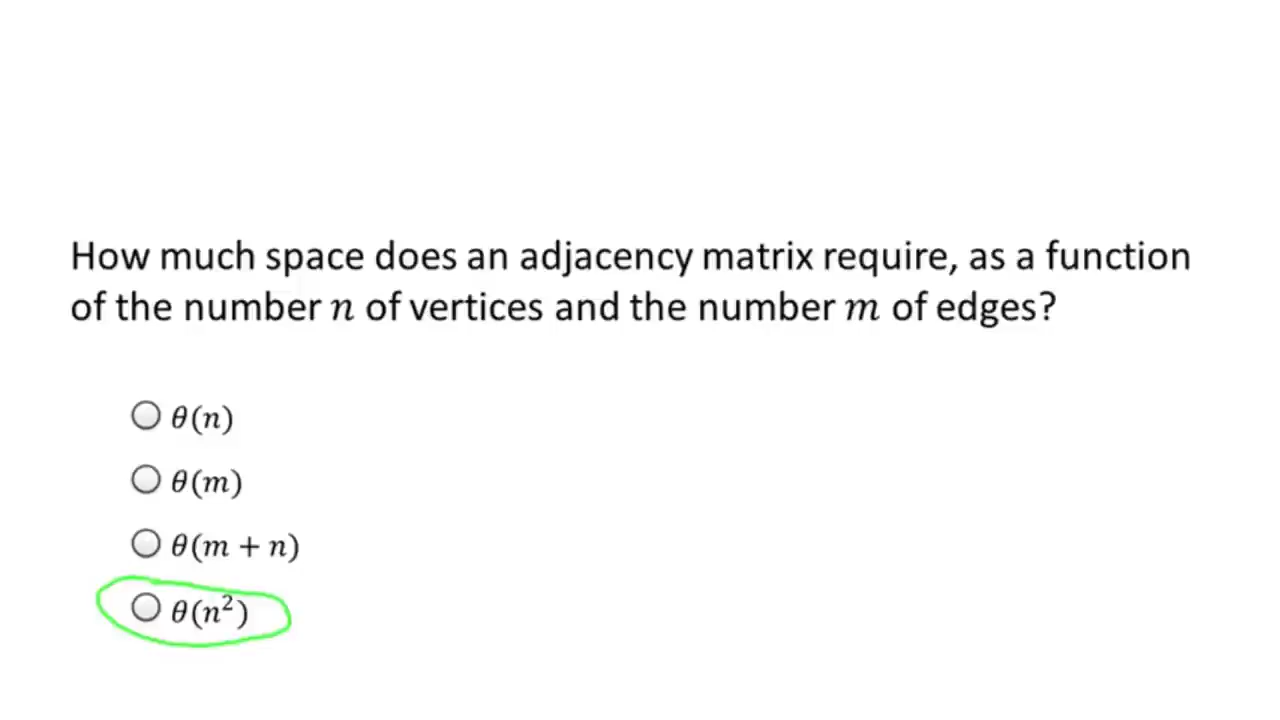 How much space does an adjacency matrix require, as a function
of the number n of vertices and the number m of edges?
θ(n)
θ(m)
θ(m + n)
θ(n²)